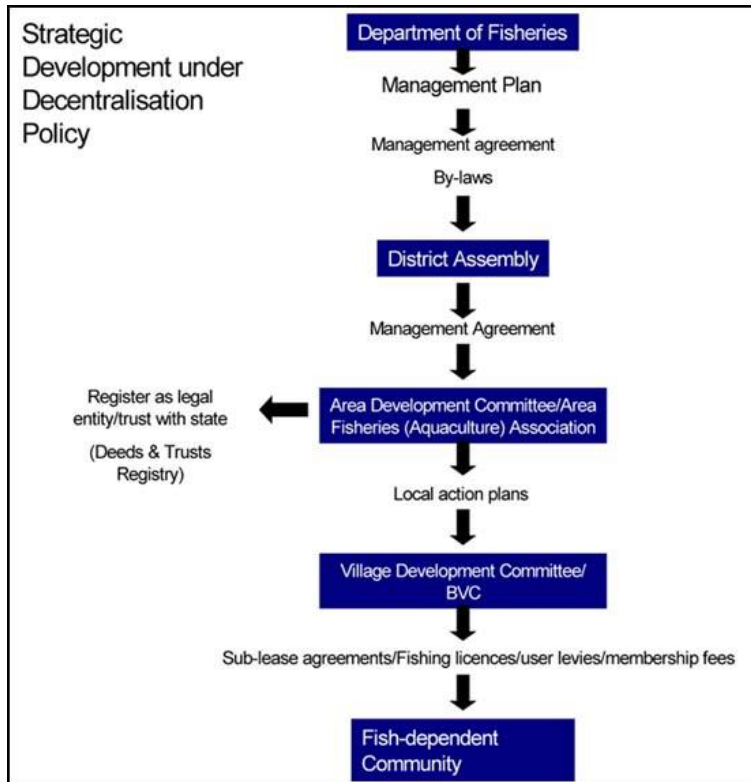 Strategic
Development under
Decentralisation
Policy
Department of Fisheries
Management Plan
Management agreement
By-laws
District Assembly
Management Agreement
Register as legal
entity/trust with state
(Deeds & Trusts
Registry)
Area Development Committee/Area
Fisheries (Aquaculture) Association
Local action plans
Village Development Committee/
BVC
Sub-lease agreements/Fishing licences/user levies/membership fees
Fish-dependent
Community